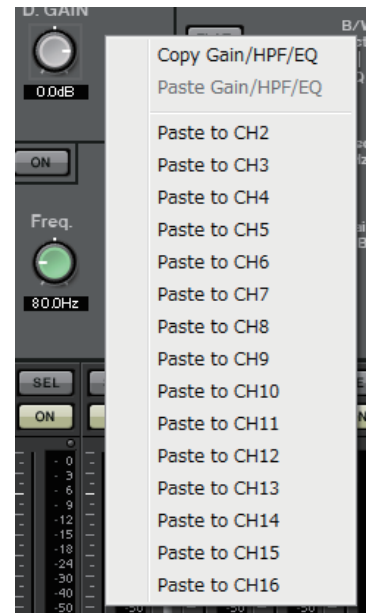 D. GAIN
0.0dB
ON
Freq.
80.0Hz
SEL
ON
0
3
6
9
-12
-15
-18
-24
-30
-40
-50
B/W
Copy Gain/HPF/EQ
Paste Gain/HPF/EQ
Paste to CH2
Paste to CH3
Paste to CH4
Paste to CH5
Paste to CH6
Paste to CH7
Paste to CH8
Paste to CH9
Paste to CH10
Paste to CH11
Paste to CH12
Paste to CH13
Paste to CH14
Paste to CH15
Paste to CH16